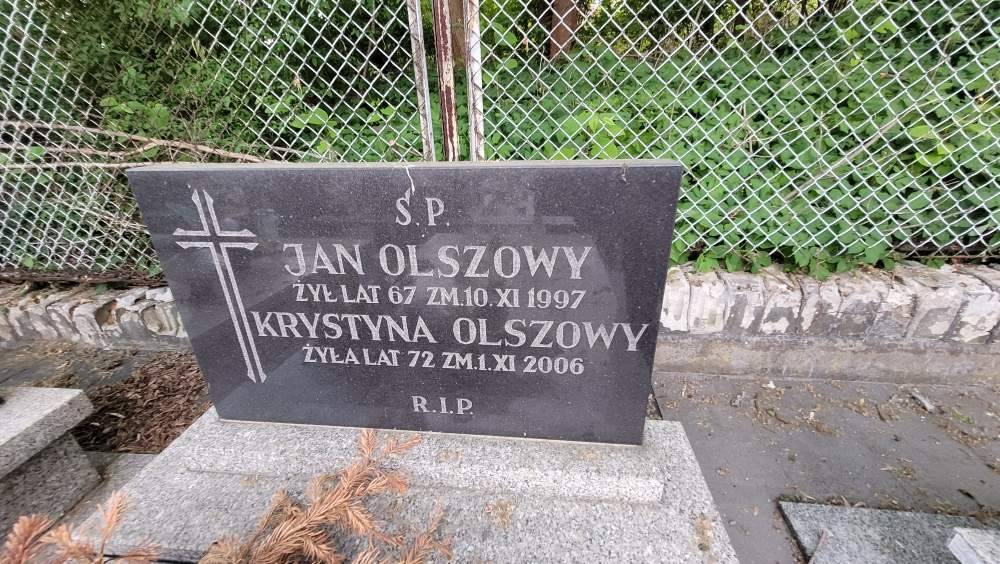 Ś.P.
JAN OLSZOWY
ŻYŁ LAT 67 ZM.10.XI 1997
KRYSTYNA OLSZOWY
ŻYŁA LAT 72 ZM.1.XI 2006
R.I.P.